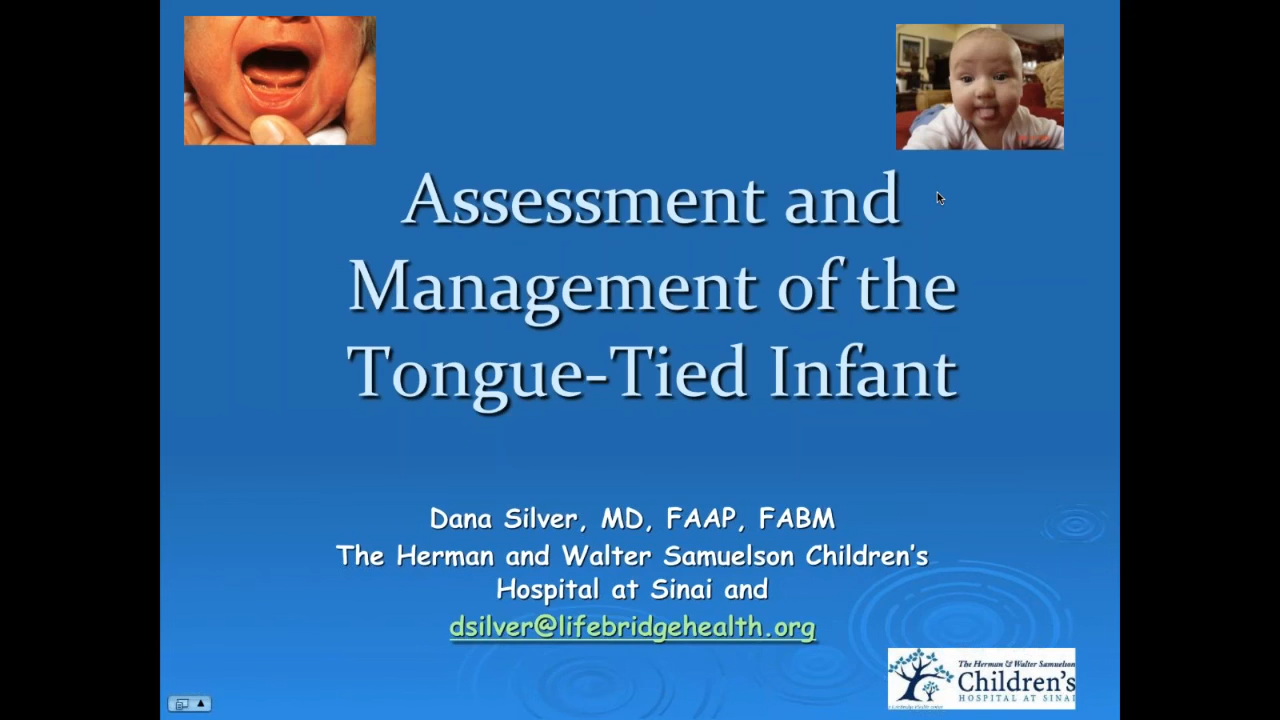 Assessment and
Management of the
Tongue-Tied Infant
Dana Silver, MD, FAAP, FABM
The Herman and Walter Samuelson Children's
Hospital at Sinai and
dsilver@lifebridgehealth.org
The Herman & Walter Samuelson
Children's
HOSPITAL AT SINAI